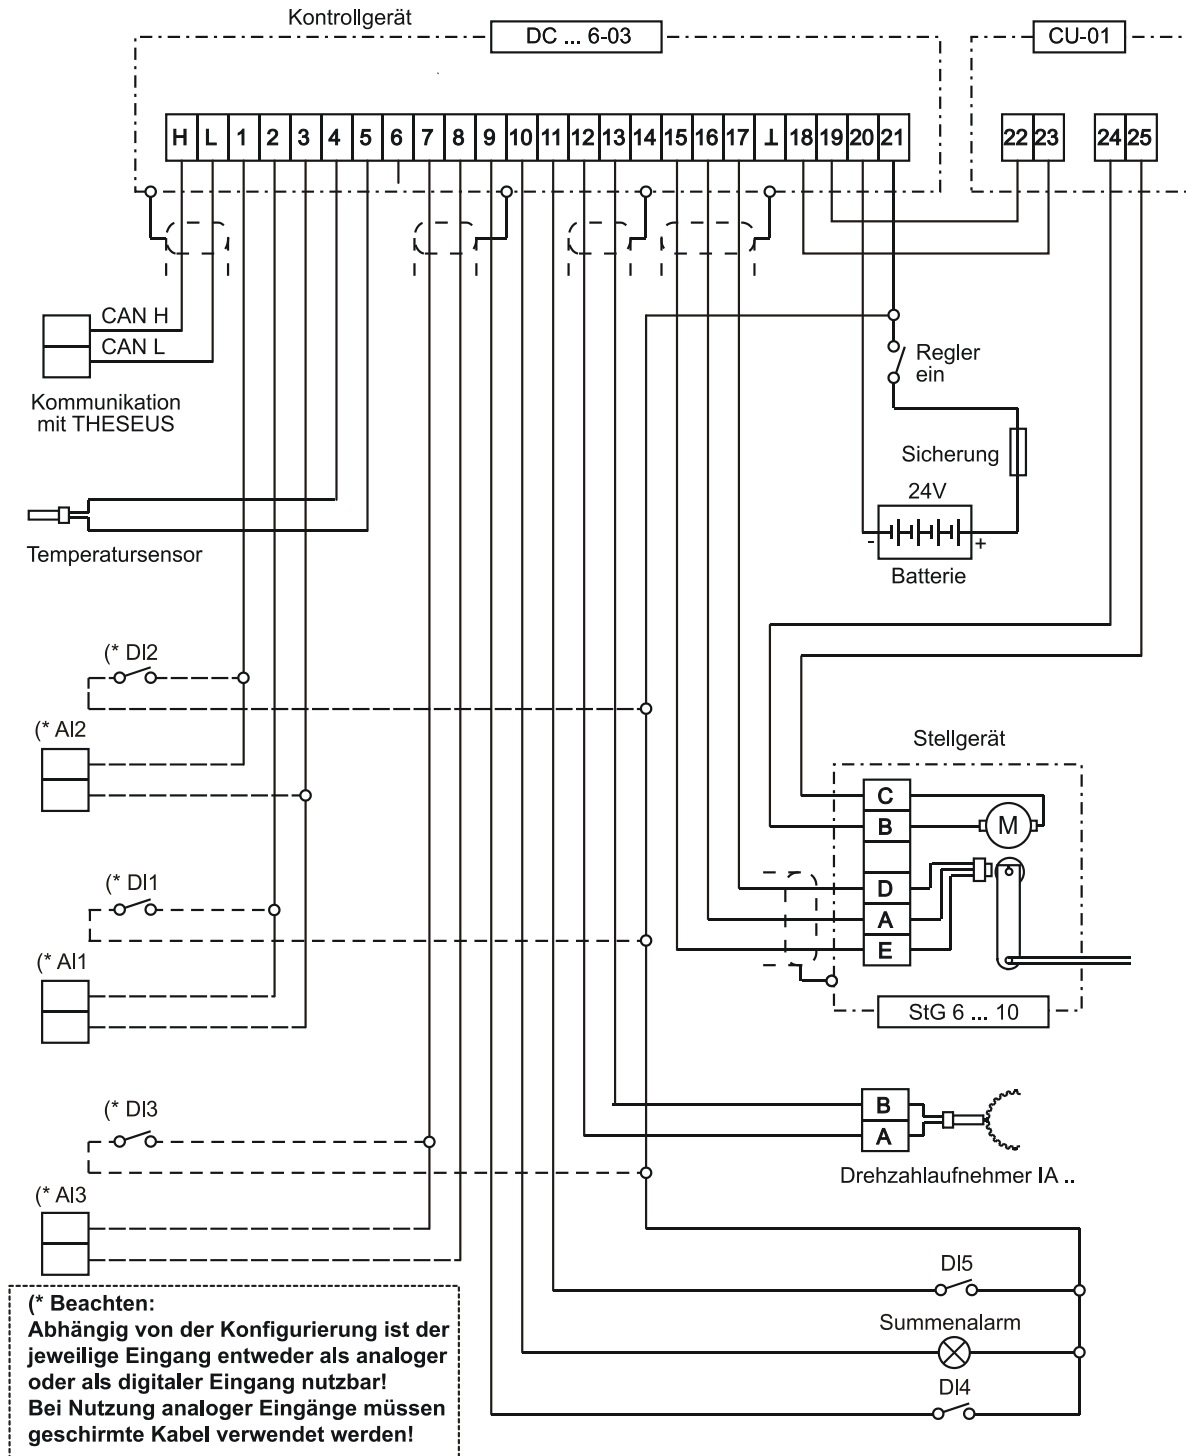 Kontrollgerät
DC ... 6-03
CU-01
H L 1 2 3 4 5 6 7 8 9 10 11 12 13 14 15 16 17 ⊥ 18 19 20 21
22 23 24 25
CAN H
CAN L
Kommunikation
mit THESEUS
Regler
ein
Sicherung
24V
- +
Batterie
Temperatursensor
(* DI2
(* AI2
Stellgerät
C
B
M
D
A
E
StG 6 ... 10
(* DI1
(* AI1
(* DI3
(* AI3
B
A
Drehzahlaufnehmer IA ..
DI5
Summenalarm
DI4
(* Beachten:
Abhängig von der Konfigurierung ist der
jeweilige Eingang entweder als analoger
oder als digitaler Eingang nutzbar!
Bei Nutzung analoger Eingänge müssen
geschirmte Kabel verwendet werden!